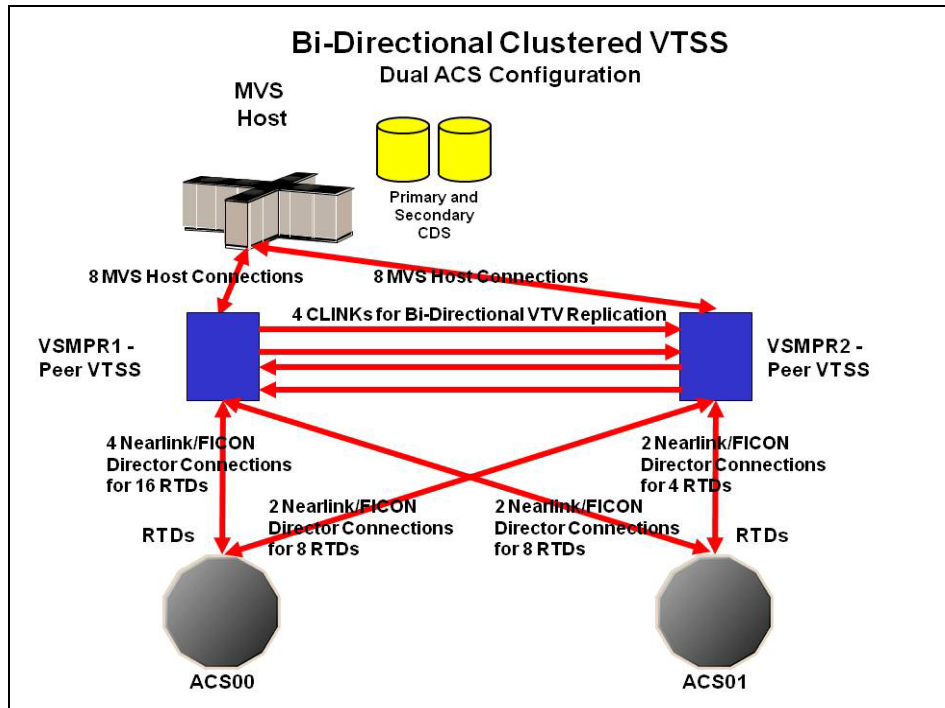 Bi-Directional Clustered VTSS
Dual ACS Configuration
MVS
Host
Primary and
Secondary
CDS
8 MVS Host Connections
8 MVS Host Connections
4 CLINKs for Bi-Directional VTV Replication
VSMPR1 -
Peer VTSS
VSMPR2 -
Peer VTSS
4 Nearlink/FICON
Director Connections
for 16 RTDs
2 Nearlink/FICON
Director Connections
for 4 RTDs
2 Nearlink/FICON
Director Connections
for 8 RTDs
2 Nearlink/FICON
Director Connections
for 8 RTDs
RTDs
RTDs
ACS00
ACS01